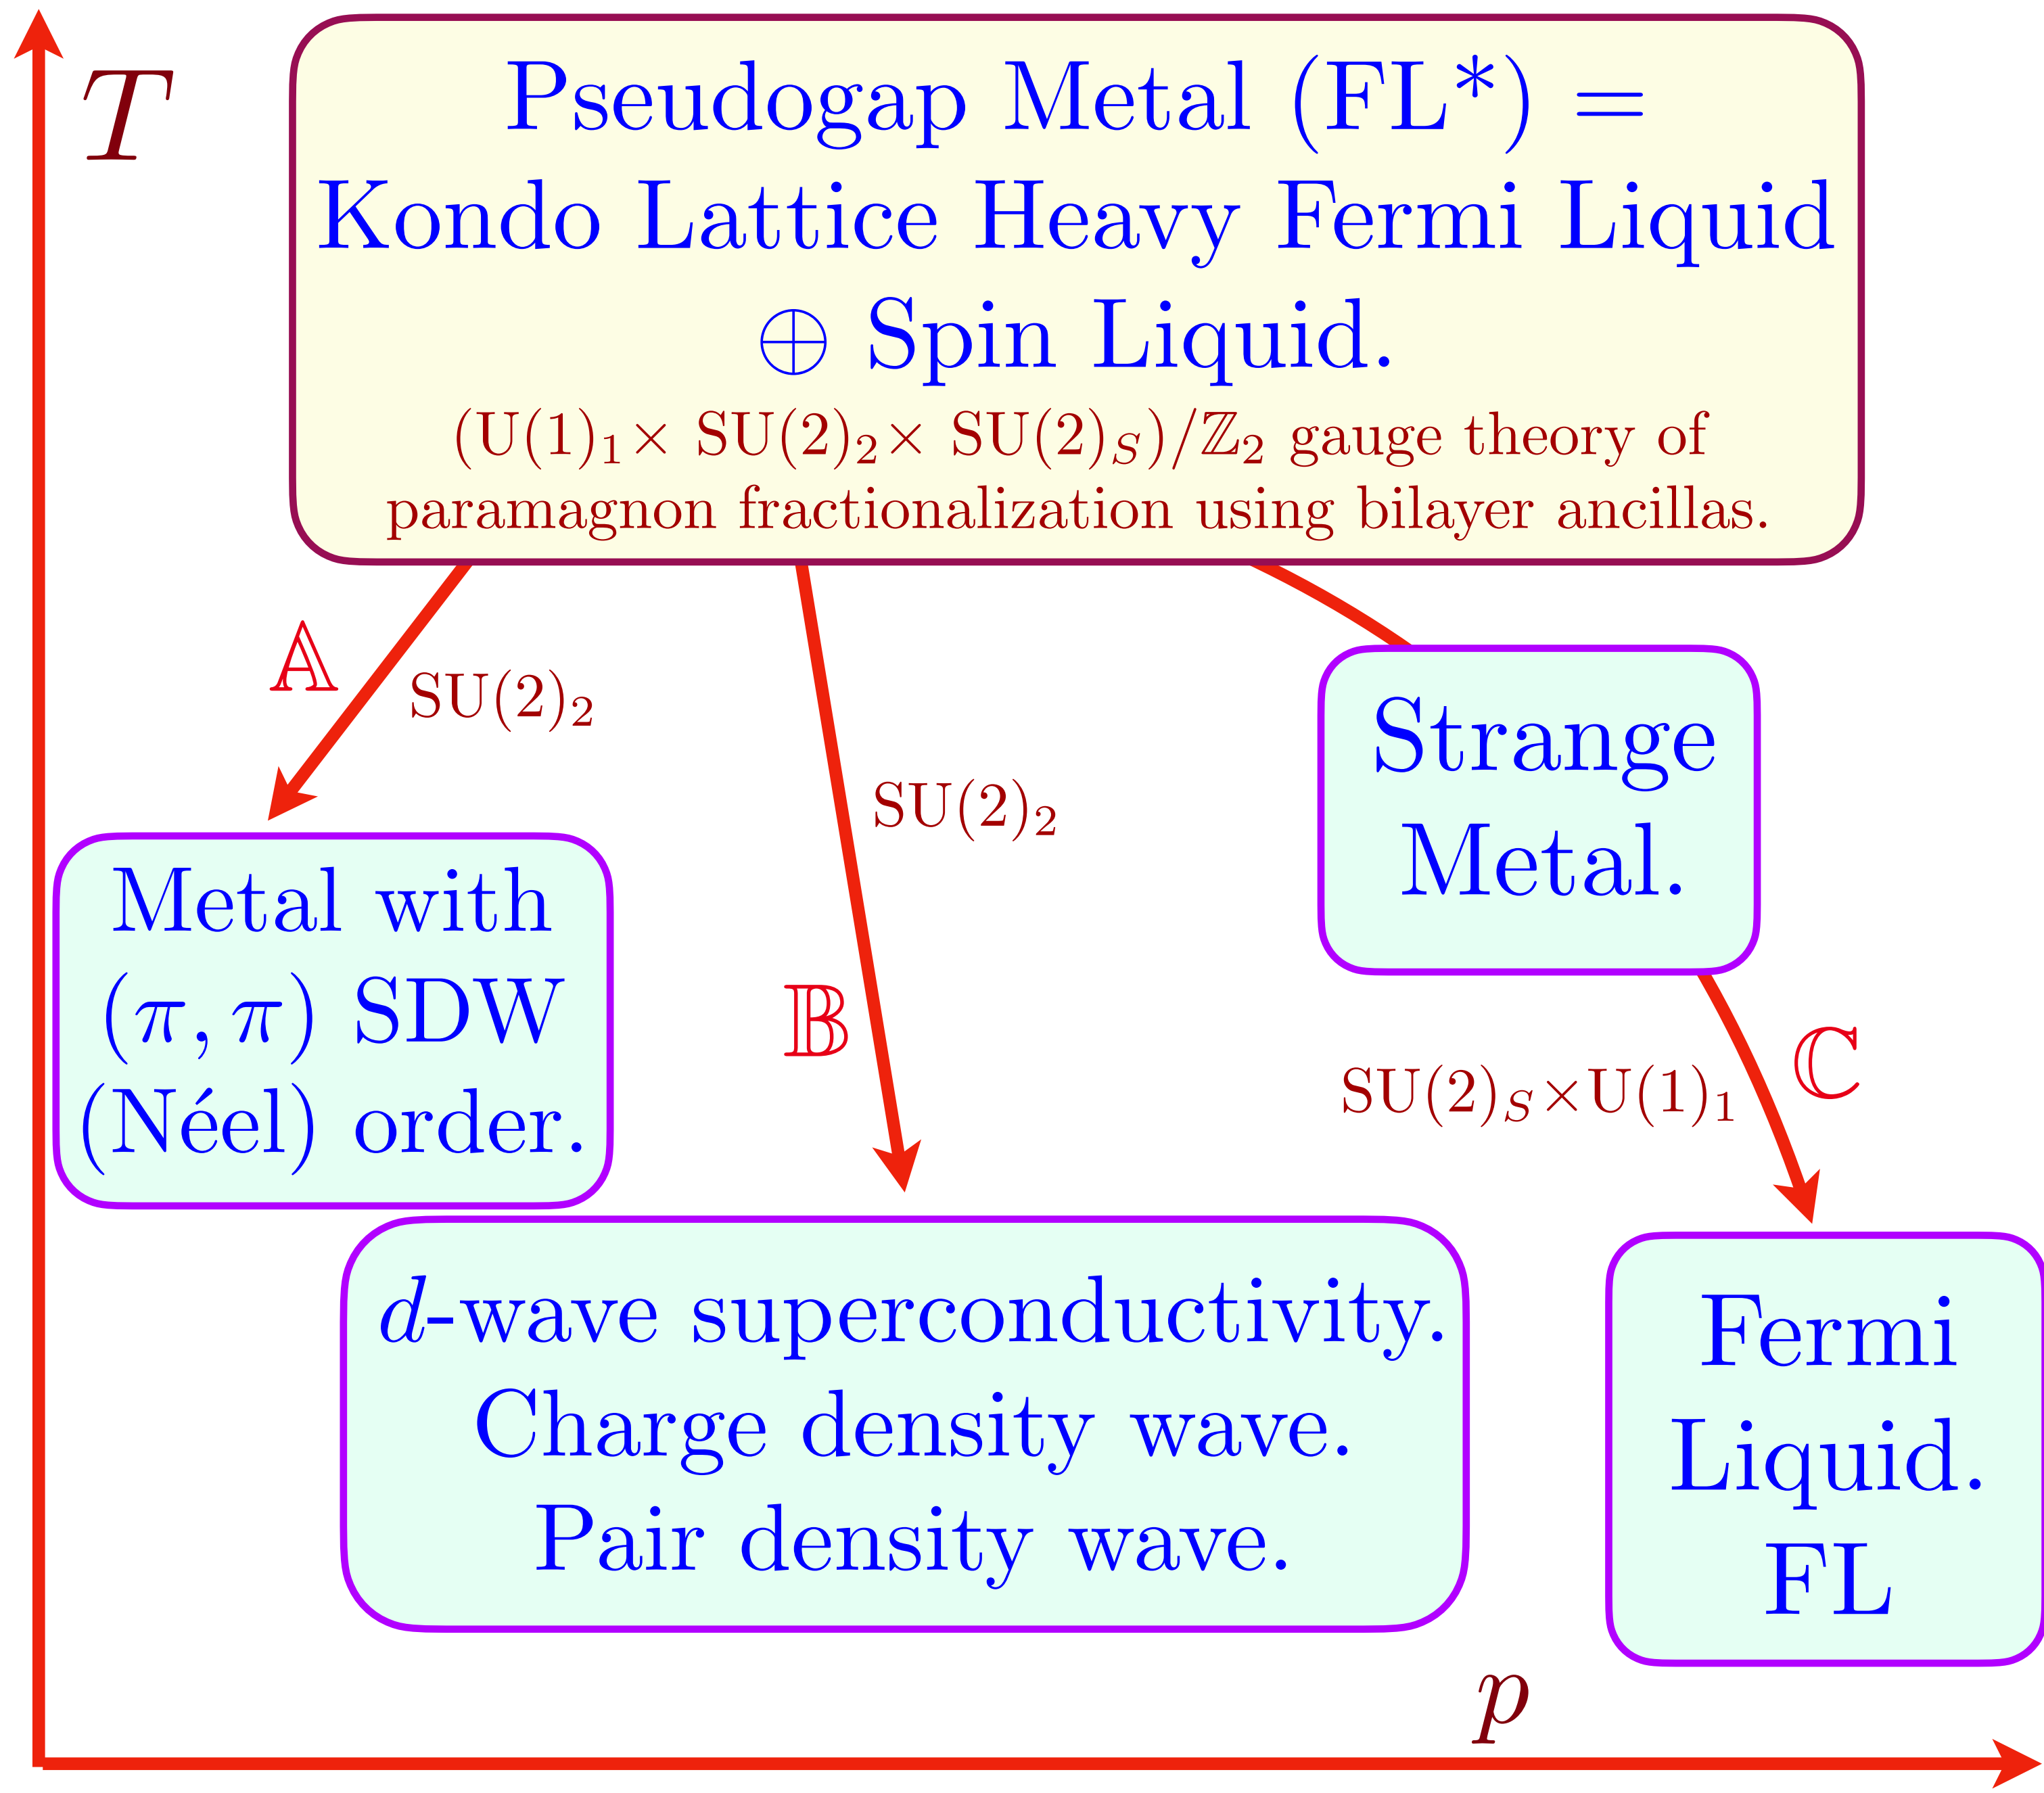 T
Pseudogap Metal (FL*) =
Kondo Lattice Heavy Fermi Liquid
⊕ Spin Liquid.
(U(1)₁× SU(2)₂× SU(2)_S)/ℤ₂ gauge theory of
paramagnon fractionalization using bilayer ancillas.
𝔸
SU(2)₂
SU(2)₂
𝔹
Strange
Metal.
SU(2)_S×U(1)₁
ℂ
Metal with
(π, π) SDW
(Néel) order.
d-wave superconductivity.
Charge density wave.
Pair density wave.
Fermi
Liquid.
FL
p